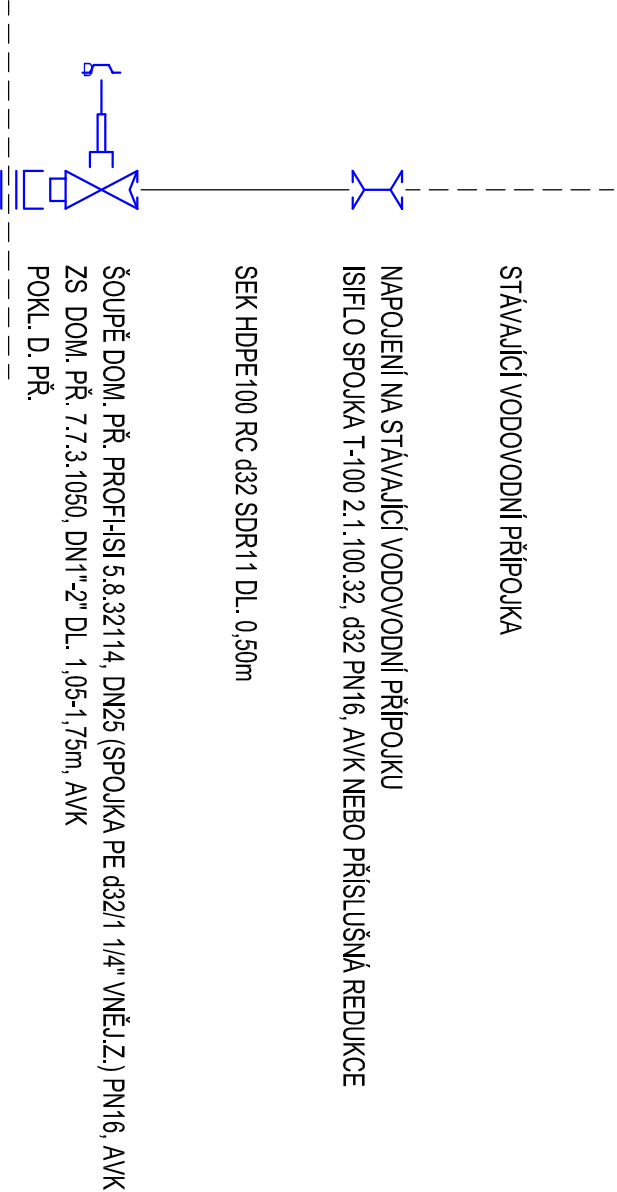 STÁVAJÍCÍ VODOVODNÍ PŘÍPOJKA
NAPOJENÍ NA STÁVAJÍCÍ VODOVODNÍ PŘÍPOJKU
ISIFLO SPOJKA T-100 2.1.100.32, d32 PN16, AVK NEBO PŘÍSLUŠNÁ REDUKCE
SEK HDPE100 RC d32 SDR11 DL. 0,50m
ŠOUPĚ DOM. PŘ. PROFI-ISI 5.8.32114, DN25 (SPOJKA PE d32/1 1/4" VNĚJ.Z.) PN16, AVK
ZS DOM. PŘ. 7.7.3.1050, DN1"-2" DL. 1,05-1,75m, AVK
POKL. D. PŘ.